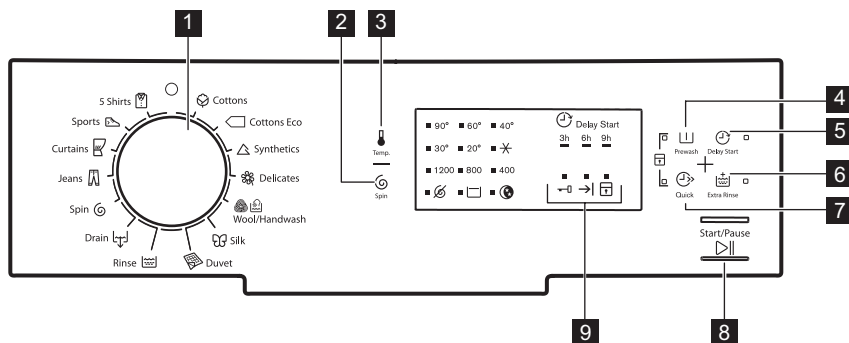 1
2
3
4
5
6
7
8
9
5 Shirts
Cottons
Sports
Cottons Eco
Curtains
Synthetics
Jeans
Delicates
Spin
Wool/Handwash
Drain
Silk
Rinse
Duvet
Temp.
Spin
90° 60° 40°
30° 20°
1200 800 400
Delay Start
3h 6h 9h
Prewash
Delay Start
Quick
Extra Rinse
Start/Pause